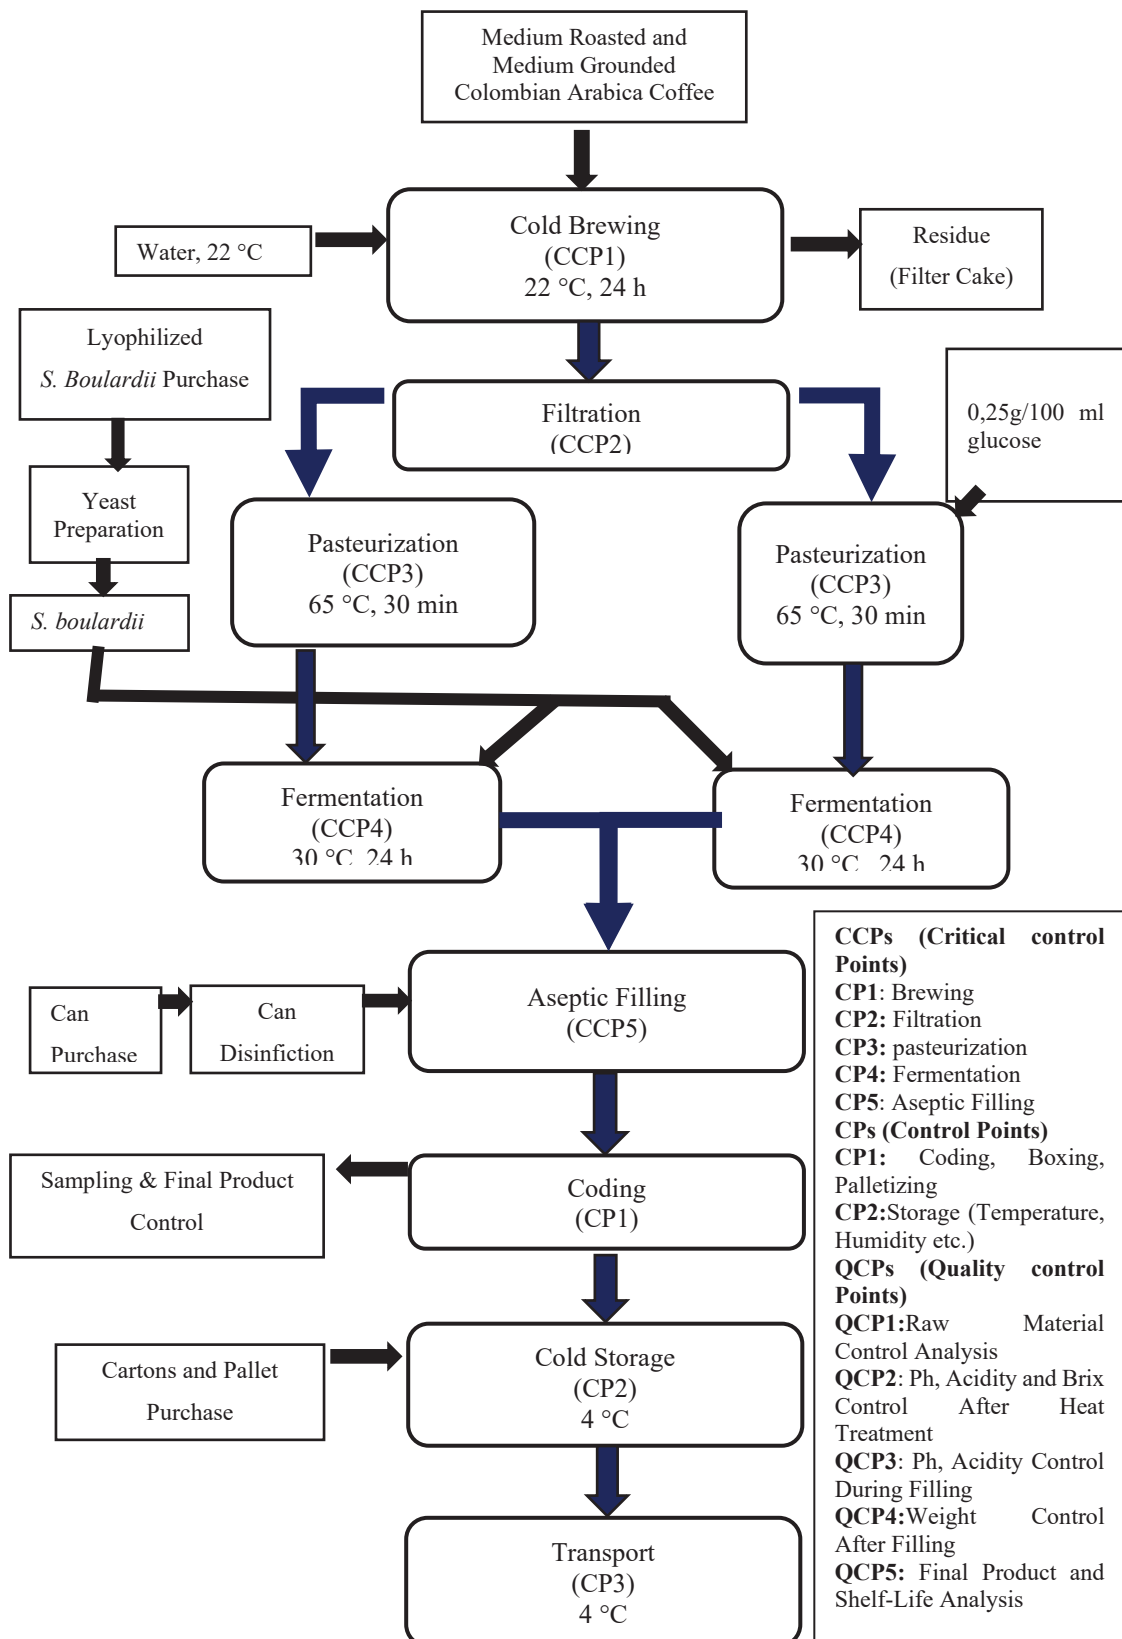 Medium Roasted and
Medium Grounded
Colombian Arabica Coffee
Water, 22 °C
Cold Brewing
(CCP1)
22 °C, 24 h
Residue
(Filter Cake)
Lyophilized
S. Boulardii Purchase
Filtration
(CCP2)
0,25g/100 ml
glucose
Yeast
Preparation
Pasteurization
(CCP3)
65 °C, 30 min
Pasteurization
(CCP3)
65 °C, 30 min
S. boulardii
Fermentation
(CCP4)
30 °C, 24 h
Fermentation
(CCP4)
30 °C, 24 h
Can
Purchase
Can
Disinfiction
Aseptic Filling
(CCP5)
Sampling & Final Product
Control
Coding
(CP1)
Cartons and Pallet
Purchase
Cold Storage
(CP2)
4 °C
Transport
(CP3)
4 °C
CCPs (Critical control
Points)
CP1: Brewing
CP2: Filtration
CP3: pasteurization
CP4: Fermentation
CP5: Aseptic Filling
CPs (Control Points)
CP1: Coding, Boxing,
Palletizing
CP2:Storage (Temperature,
Humidity etc.)
QCPs (Quality control
Points)
QCP1:Raw Material
Control Analysis
QCP2: Ph, Acidity and Brix
Control After Heat
Treatment
QCP3: Ph, Acidity Control
During Filling
QCP4:Weight Control
After Filling
QCP5: Final Product and
Shelf-Life Analysis